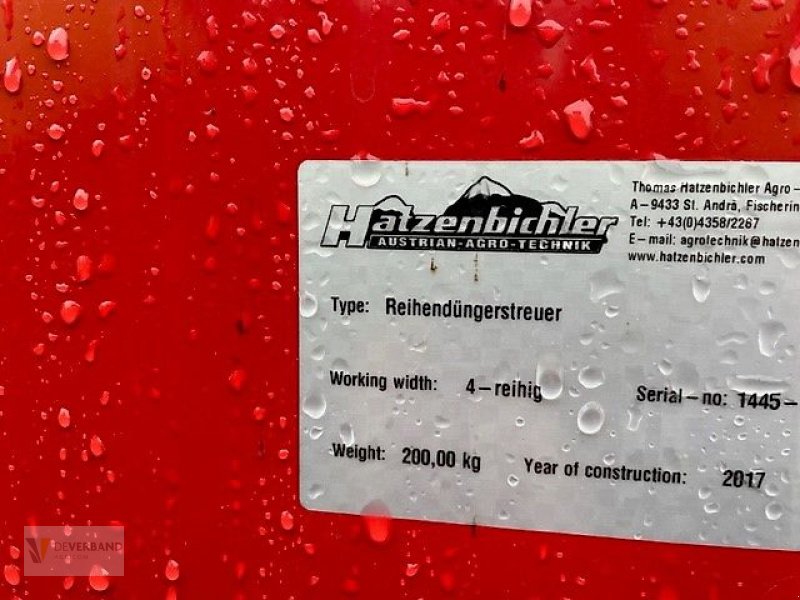 Hatzenbichler
AUSTRIAN-AGRO-TECHNIK
Thomas Hatzenbichler Agro –
A–9433 St. Andrä, Fischerin
Tel: +43(0)4358/2267
E–mail: agrotechnik@hatzen
www.hatzenbichler.com
Type: Reihendüngerstreuer
Working width: 4–reihig
Serial–no: 1445–
Weight: 200,00 kg
Year of construction: 2017
DEVERBAND